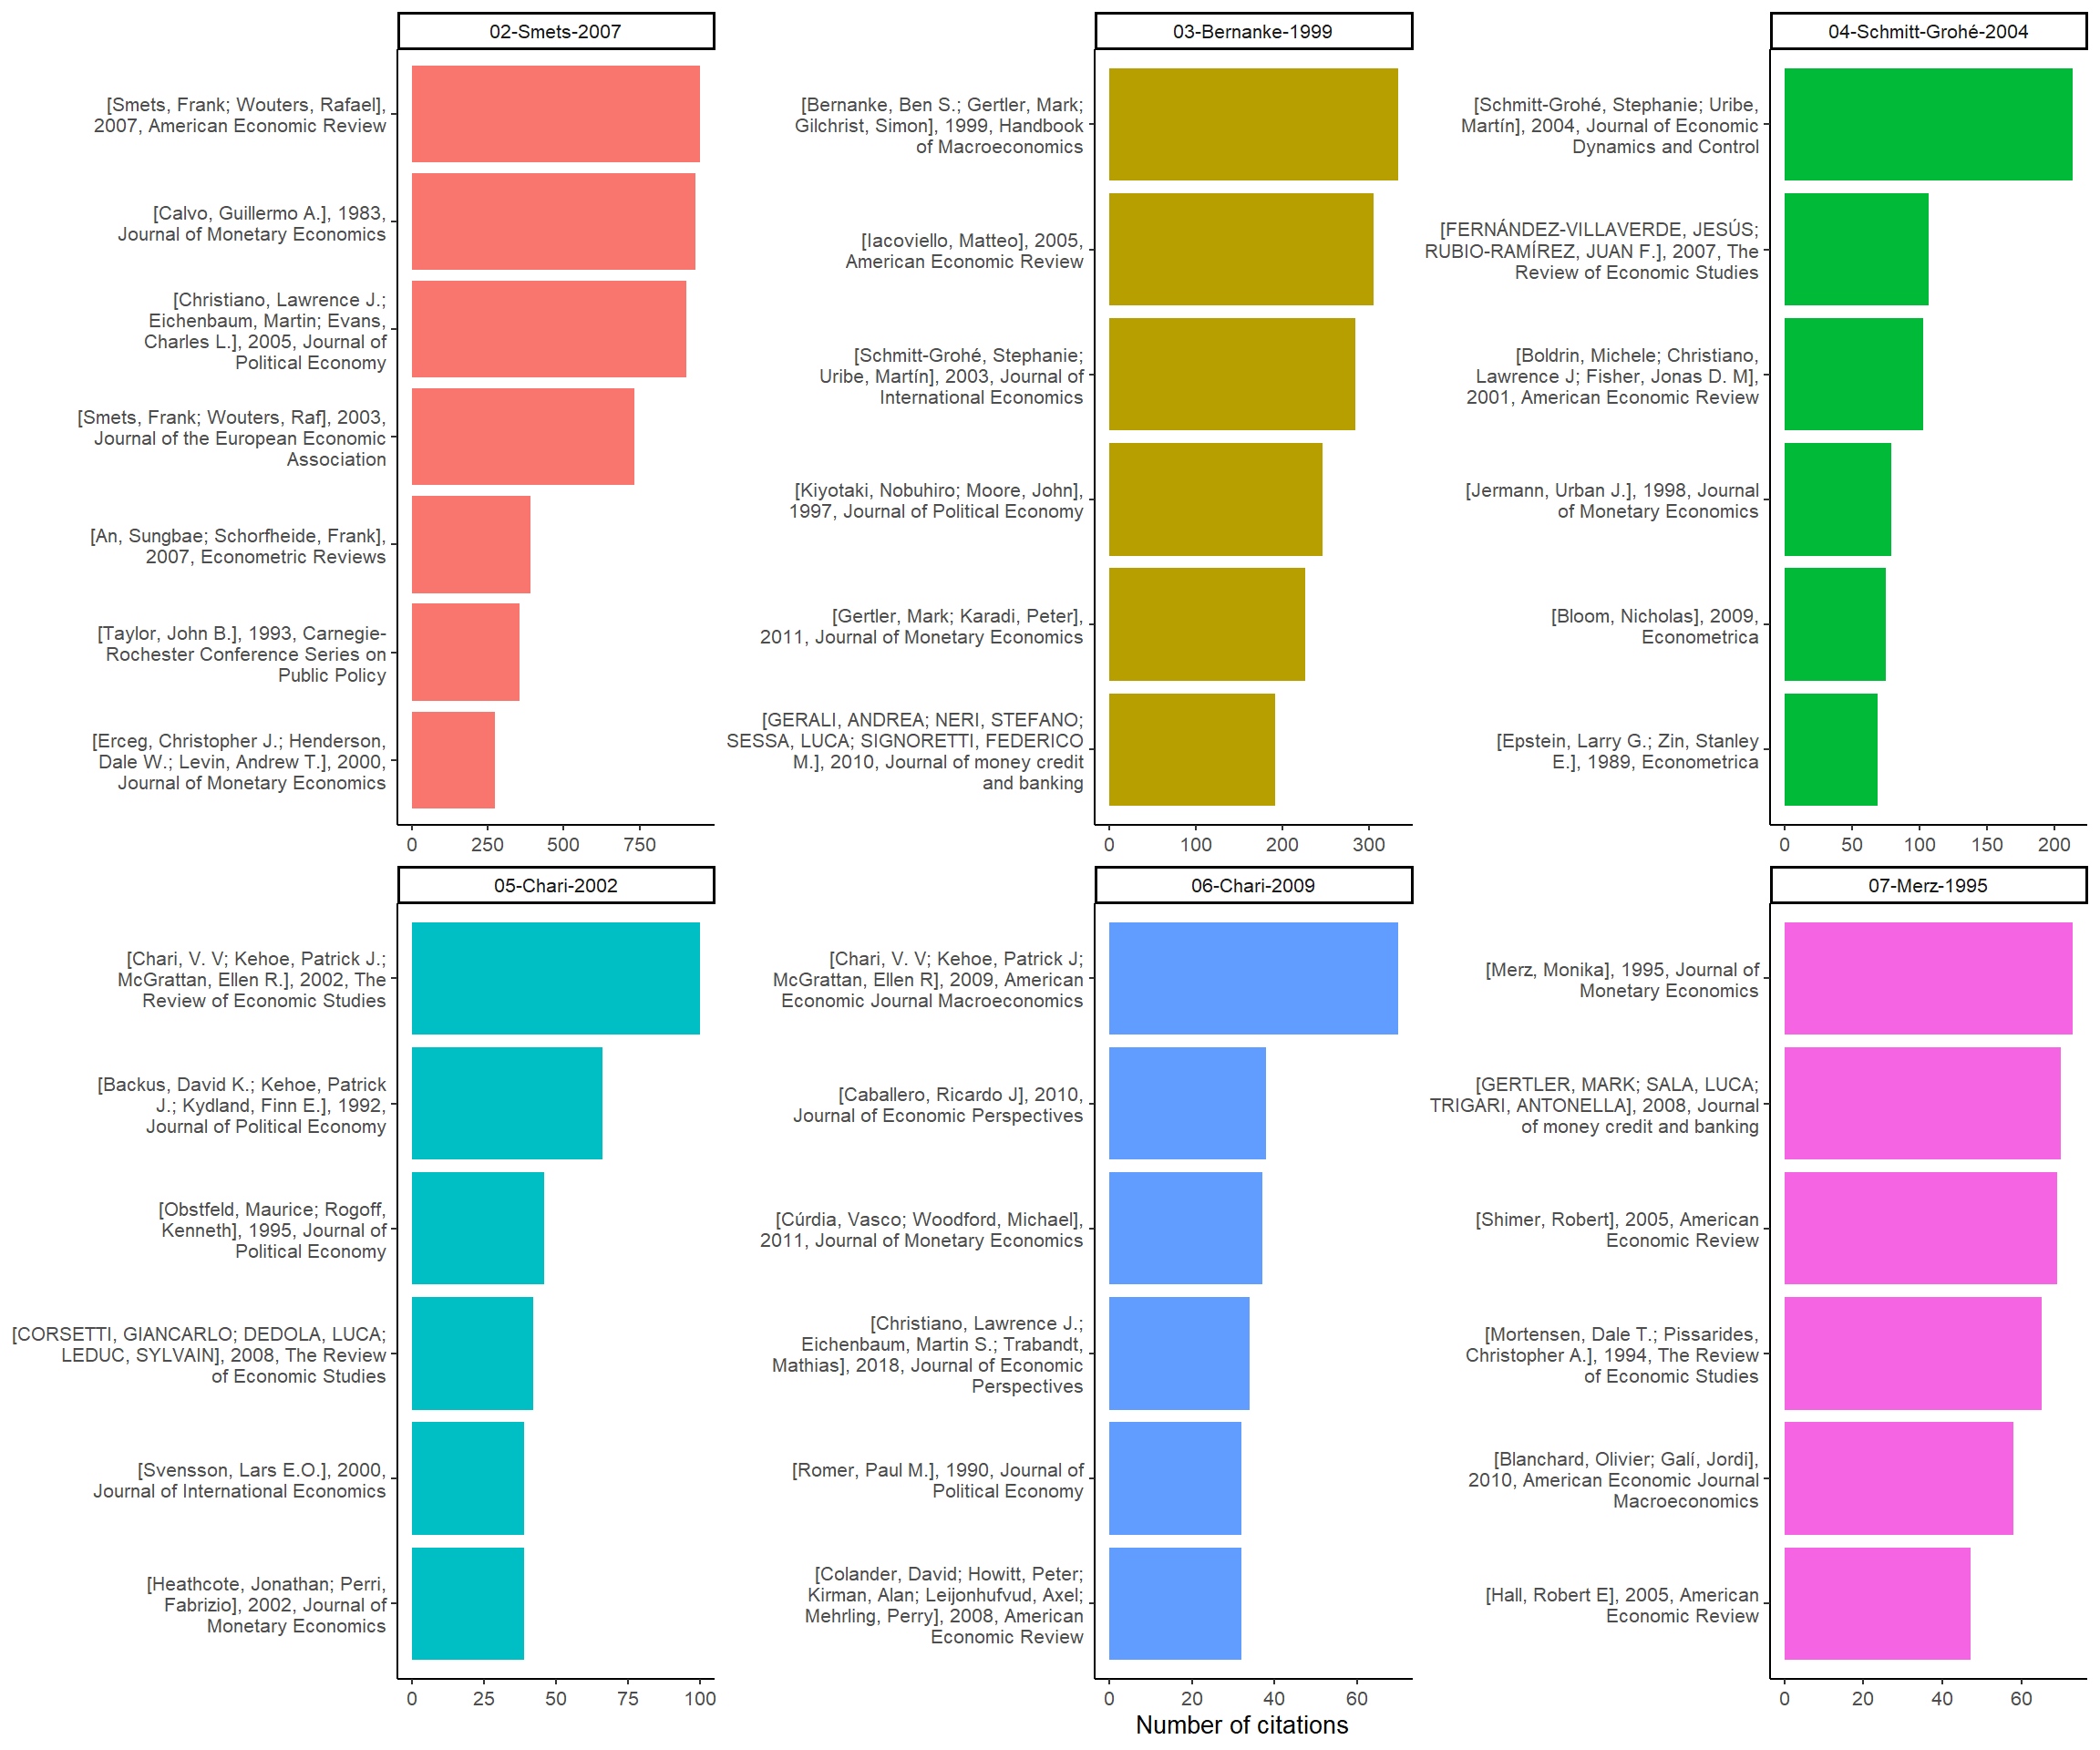 02-Smets-2007
[Smets, Frank; Wouters, Rafael],
2007, American Economic Review
[Calvo, Guillermo A.], 1983,
Journal of Monetary Economics
[Christiano, Lawrence J.;
Eichenbaum, Martin; Evans,
Charles L.], 2005, Journal of
Political Economy
[Smets, Frank; Wouters, Raf], 2003,
Journal of the European Economic
Association
[An, Sungbae; Schorfheide, Frank],
2007, Econometric Reviews
[Taylor, John B.], 1993, Carnegie-
Rochester Conference Series on
Public Policy
[Erceg, Christopher J.; Henderson,
Dale W.; Levin, Andrew T.], 2000,
Journal of Monetary Economics
0 250 500 750
03-Bernanke-1999
[Bernanke, Ben S.; Gertler, Mark;
Gilchrist, Simon], 1999, Handbook
of Macroeconomics
[Iacoviello, Matteo], 2005,
American Economic Review
[Schmitt-Grohé, Stephanie;
Uribe, Martín], 2003, Journal of
International Economics
[Kiyotaki, Nobuhiro; Moore, John],
1997, Journal of Political Economy
[Gertler, Mark; Karadi, Peter],
2011, Journal of Monetary Economics
[GERALI, ANDREA; NERI, STEFANO;
SESSA, LUCA; SIGNORETTI, FEDERICO
M.], 2010, Journal of money credit
and banking
0 100 200 300
04-Schmitt-Grohé-2004
[Schmitt-Grohé, Stephanie; Uribe,
Martín], 2004, Journal of Economic
Dynamics and Control
[FERNÁNDEZ-VILLAVERDE, JESÚS;
RUBIO-RAMÍREZ, JUAN F.], 2007, The
Review of Economic Studies
[Boldrin, Michele; Christiano,
Lawrence J; Fisher, Jonas D. M],
2001, American Economic Review
[Jermann, Urban J.], 1998, Journal
of Monetary Economics
[Bloom, Nicholas], 2009,
Econometrica
[Epstein, Larry G.; Zin, Stanley
E.], 1989, Econometrica
0 50 100 150 200
05-Chari-2002
[Chari, V. V; Kehoe, Patrick J.;
McGrattan, Ellen R.], 2002, The
Review of Economic Studies
[Backus, David K.; Kehoe, Patrick
J.; Kydland, Finn E.], 1992,
Journal of Political Economy
[Obstfeld, Maurice; Rogoff,
Kenneth], 1995, Journal of
Political Economy
[CORSETTI, GIANCARLO; DEDOLA, LUCA;
LEDUC, SYLVAIN], 2008, The Review
of Economic Studies
[Svensson, Lars E.O.], 2000,
Journal of International Economics
[Heathcote, Jonathan; Perri,
Fabrizio], 2002, Journal of
Monetary Economics
0 25 50 75 100
06-Chari-2009
[Chari, V. V; Kehoe, Patrick J;
McGrattan, Ellen R], 2009, American
Economic Journal Macroeconomics
[Caballero, Ricardo J], 2010,
Journal of Economic Perspectives
[Cúrdia, Vasco; Woodford, Michael],
2011, Journal of Monetary Economics
[Christiano, Lawrence J.;
Eichenbaum, Martin S.; Trabandt,
Mathias], 2018, Journal of Economic
Perspectives
[Romer, Paul M.], 1990, Journal of
Political Economy
[Colander, David; Howitt, Peter;
Kirman, Alan; Leijonhufvud, Axel;
Mehrling, Perry], 2008, American
Economic Review
0 20 40 60
07-Merz-1995
[Merz, Monika], 1995, Journal of
Monetary Economics
[GERTLER, MARK; SALA, LUCA;
TRIGARI, ANTONELLA], 2008, Journal
of money credit and banking
[Shimer, Robert], 2005, American
Economic Review
[Mortensen, Dale T.; Pissarides,
Christopher A.], 1994, The Review
of Economic Studies
[Blanchard, Olivier; Galí, Jordi],
2010, American Economic Journal
Macroeconomics
[Hall, Robert E], 2005, American
Economic Review
0 20 40 60
Number of citations